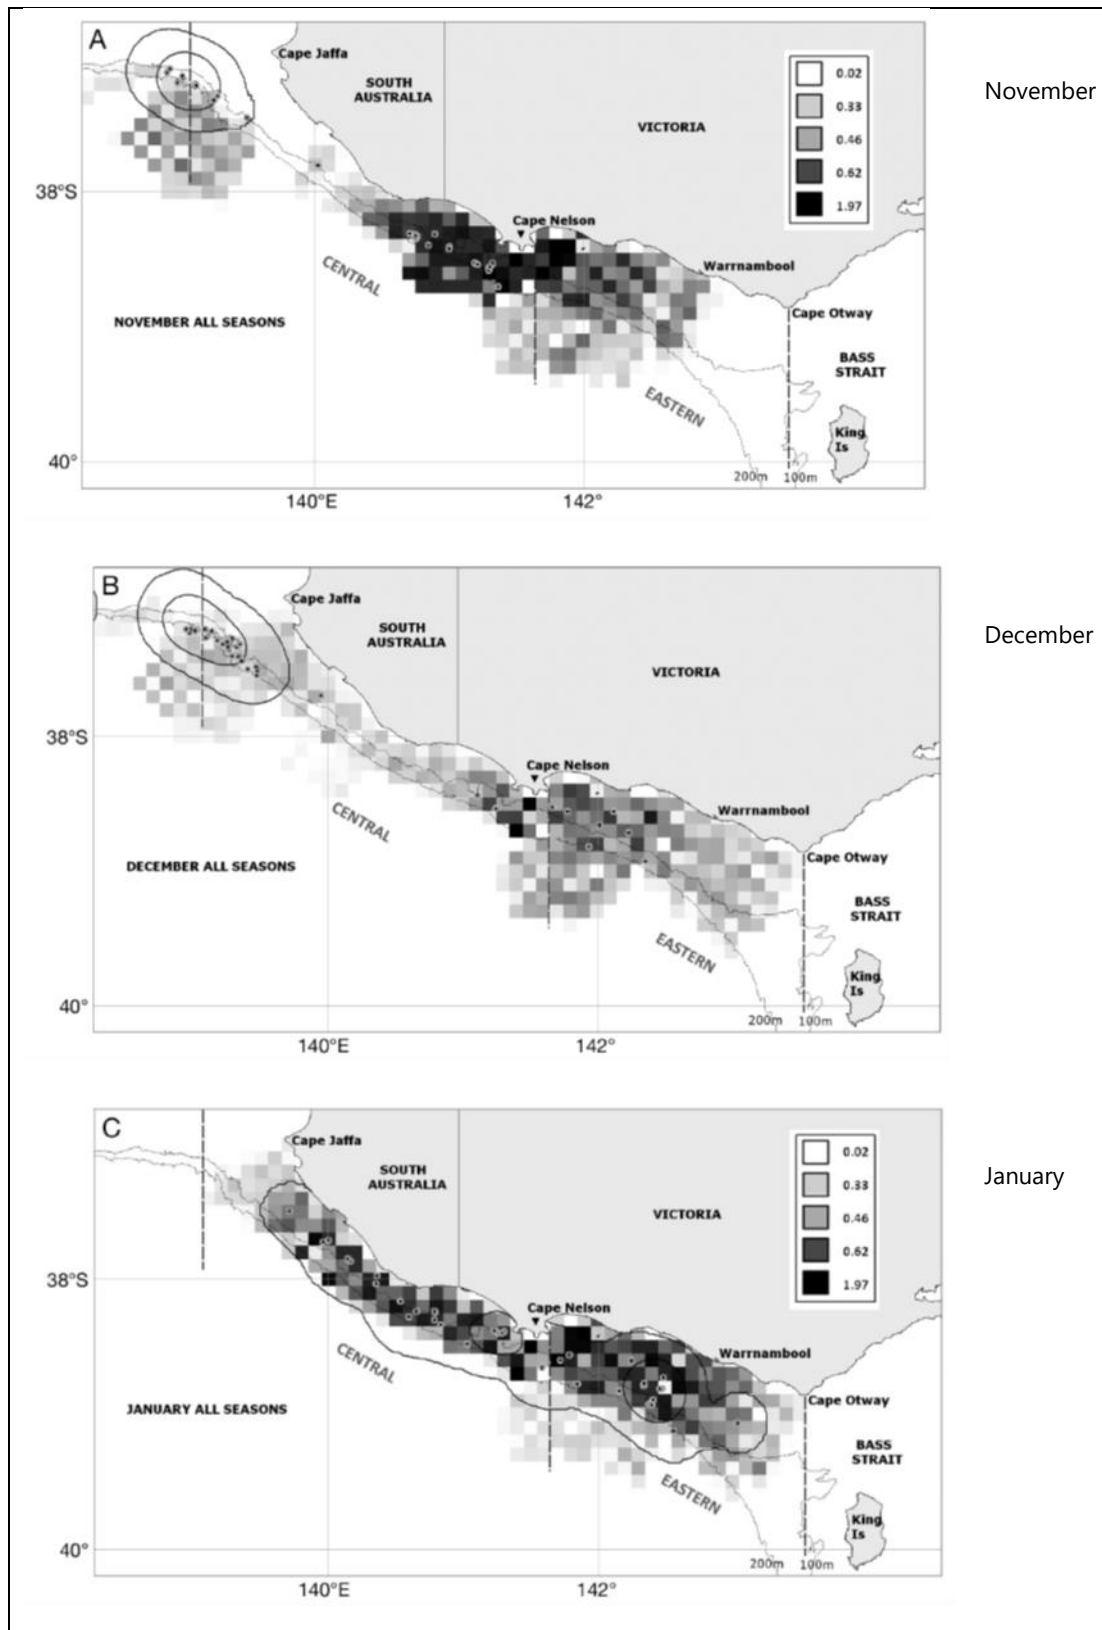 A
Cape Jaffa
SOUTH
AUSTRALIA
VICTORIA
0.02
0.33
0.46
0.62
1.97
November
38°S
Cape Nelson
Warrnambool
CENTRAL
Cape Otway
NOVEMBER ALL SEASONS
BASS
STRAIT
EASTERN
King
Is
40°
200m
100m
140°E
142°
B
Cape Jaffa
SOUTH
AUSTRALIA
VICTORIA
December
38°S
Cape Nelson
Warrnambool
CENTRAL
Cape Otway
DECEMBER ALL SEASONS
BASS
STRAIT
EASTERN
King
Is
40°
200m
100m
140°E
142°
C
Cape Jaffa
SOUTH
AUSTRALIA
VICTORIA
0.02
0.33
0.46
0.62
1.97
January
38°S
Cape Nelson
Warrnambool
CENTRAL
Cape Otway
JANUARY ALL SEASONS
BASS
STRAIT
EASTERN
King
Is
40°
200m
100m
140°E
142°